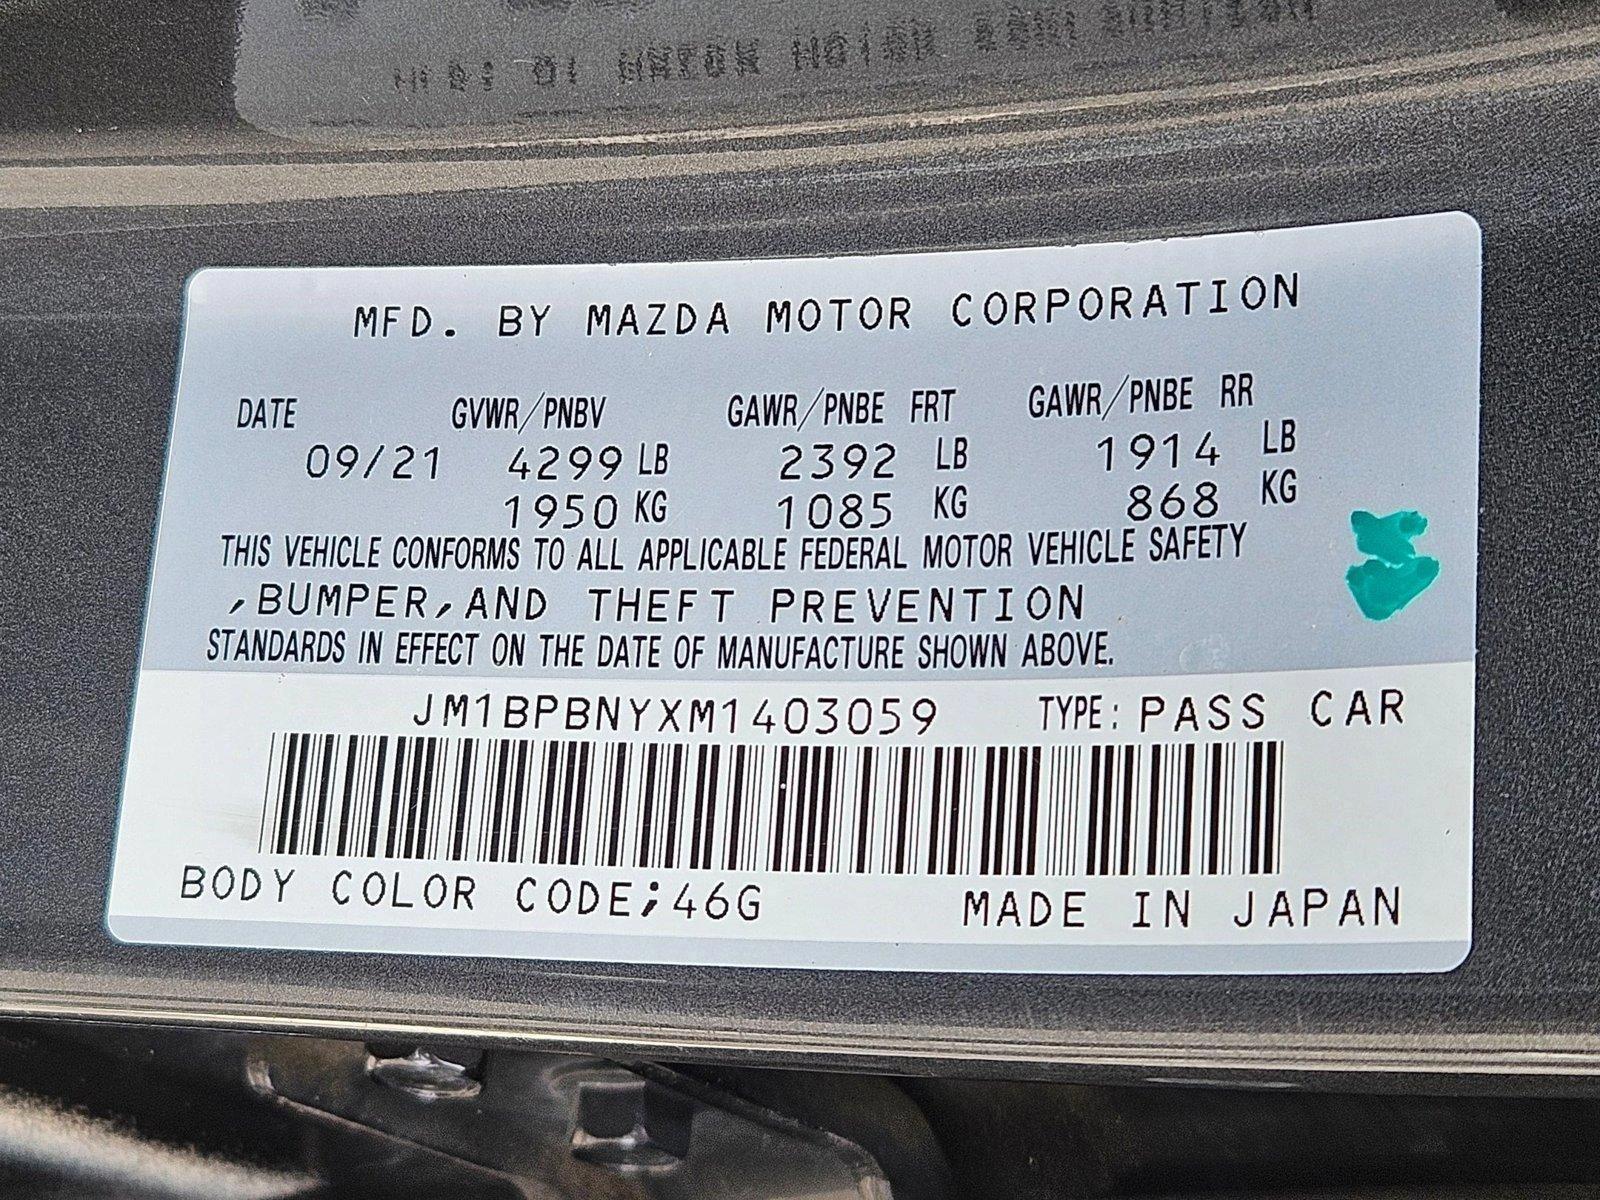 MFD. BY MAZDA MOTOR CORPORATION
DATE GVWR/PNBV GAWR/PNBE FRT GAWR/PNBE RR
09/21 4299 LB 2392 LB 1914 LB
1950 KG 1085 KG 868 KG
THIS VEHICLE CONFORMS TO ALL APPLICABLE FEDERAL MOTOR VEHICLE SAFETY
,BUMPER,AND THEFT PREVENTION
STANDARDS IN EFFECT ON THE DATE OF MANUFACTURE SHOWN ABOVE.
JM1BPBNYXM1403059 TYPE: PASS CAR
BODY COLOR CODE;46G MADE IN JAPAN